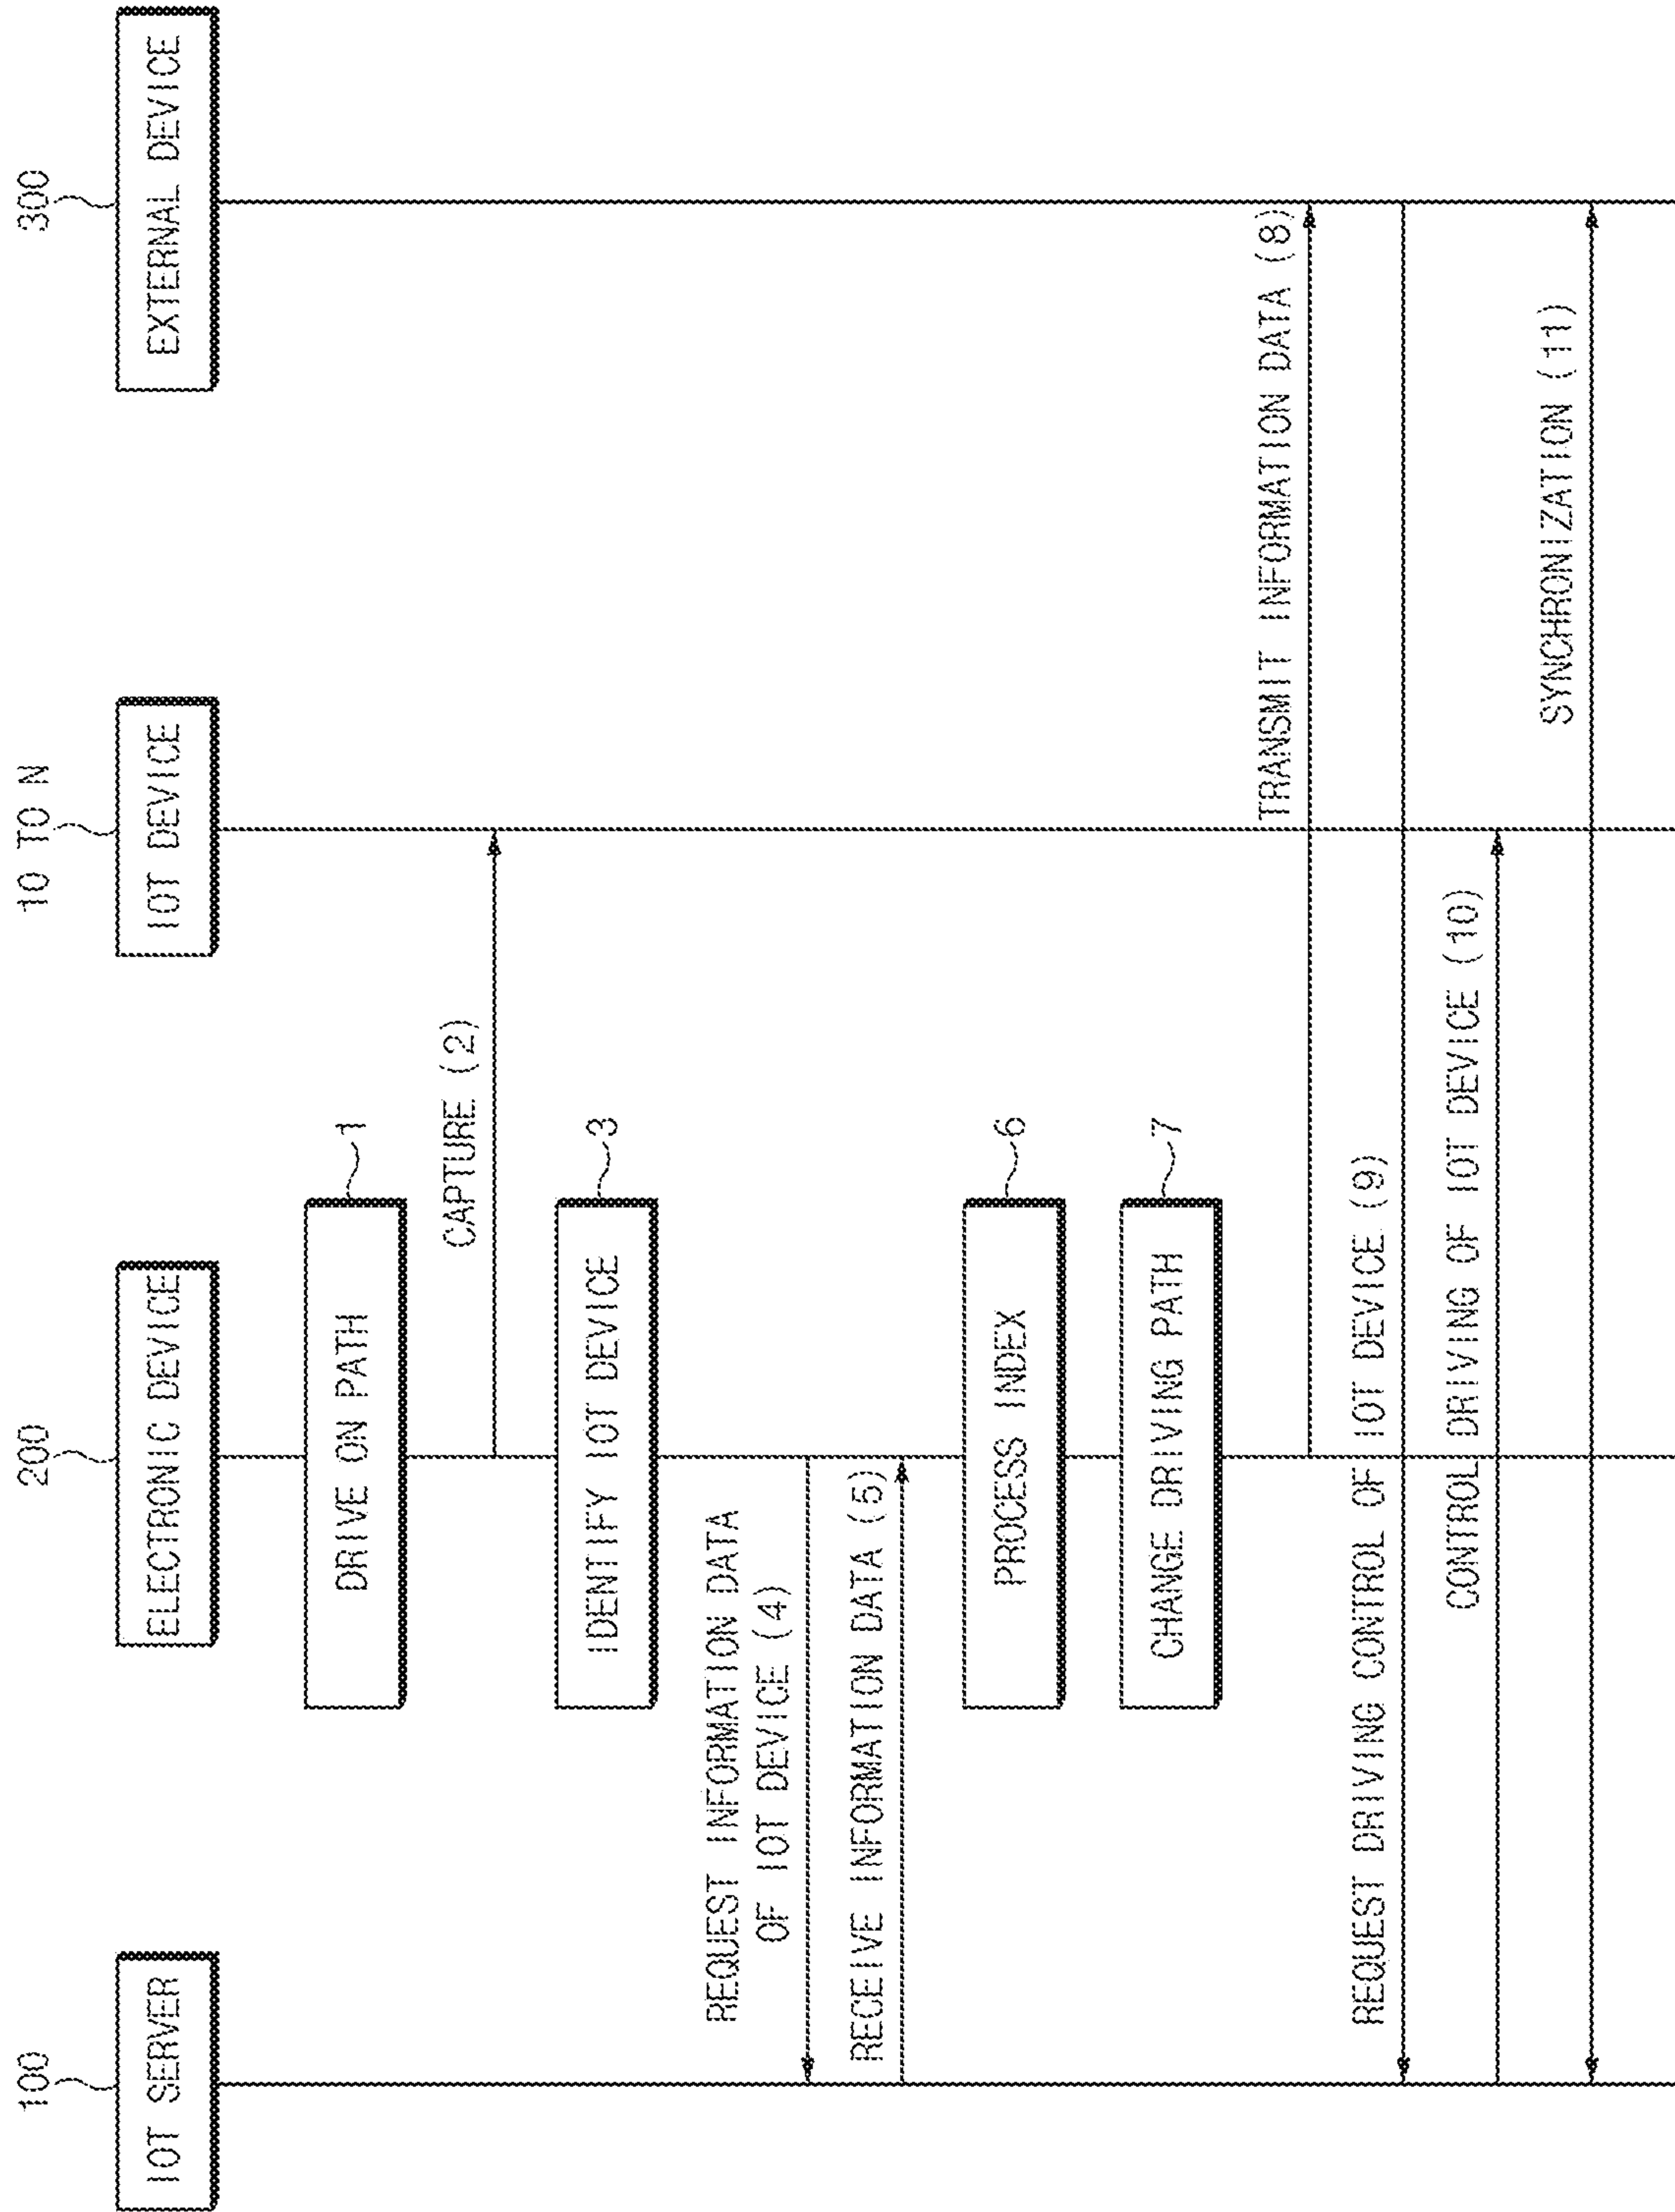 100
200
10 TO N
300
IOT SERVER
ELECTRONIC DEVICE
IOT DEVICE
EXTERNAL DEVICE
DRIVE ON PATH
1
CAPTURE (2)
IDENTIFY IOT DEVICE
3
REQUEST INFORMATION DATA
OF IOT DEVICE (4)
RECEIVE INFORMATION DATA (5)
PROCESS INDEX
6
CHANGE DRIVING PATH
7
TRANSMIT INFORMATION DATA (8)
REQUEST DRIVING CONTROL OF IOT DEVICE (9)
CONTROL DRIVING OF IOT DEVICE (10)
SYNCHRONIZATION (11)